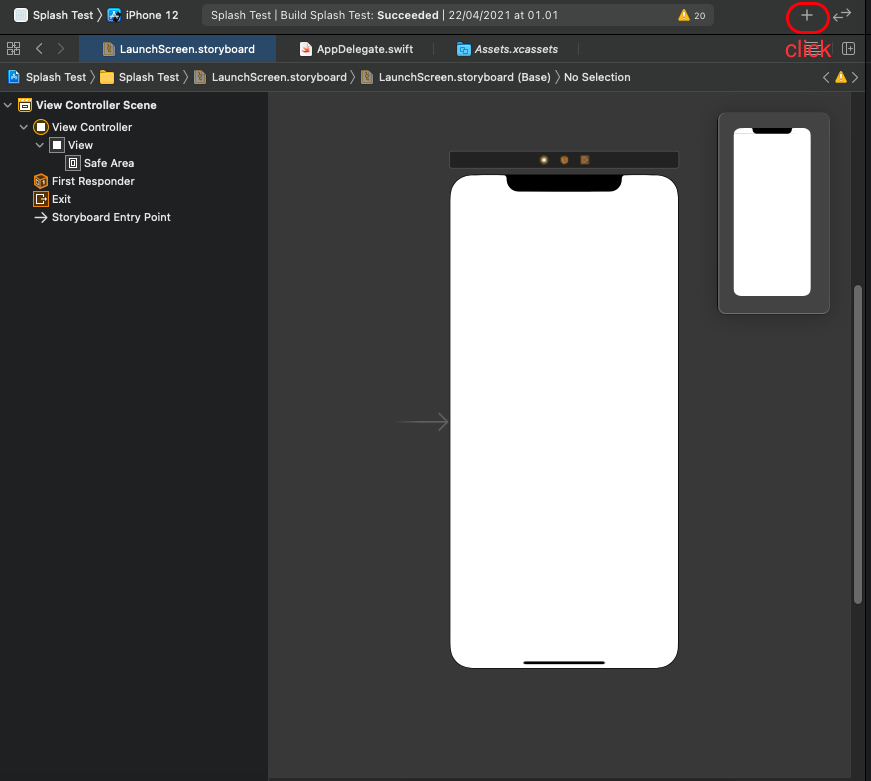 Splash Test 〉 iPhone 12
Splash Test | Build Splash Test: Succeeded | 22/04/2021 at 01.01
20
click
LaunchScreen.storyboard
AppDelegate.swift
Assets.xcassets
Splash Test 〉 Splash Test 〉 LaunchScreen.storyboard 〉 LaunchScreen.storyboard (Base) 〉 No Selection
View Controller Scene
View Controller
View
Safe Area
First Responder
Exit
Storyboard Entry Point